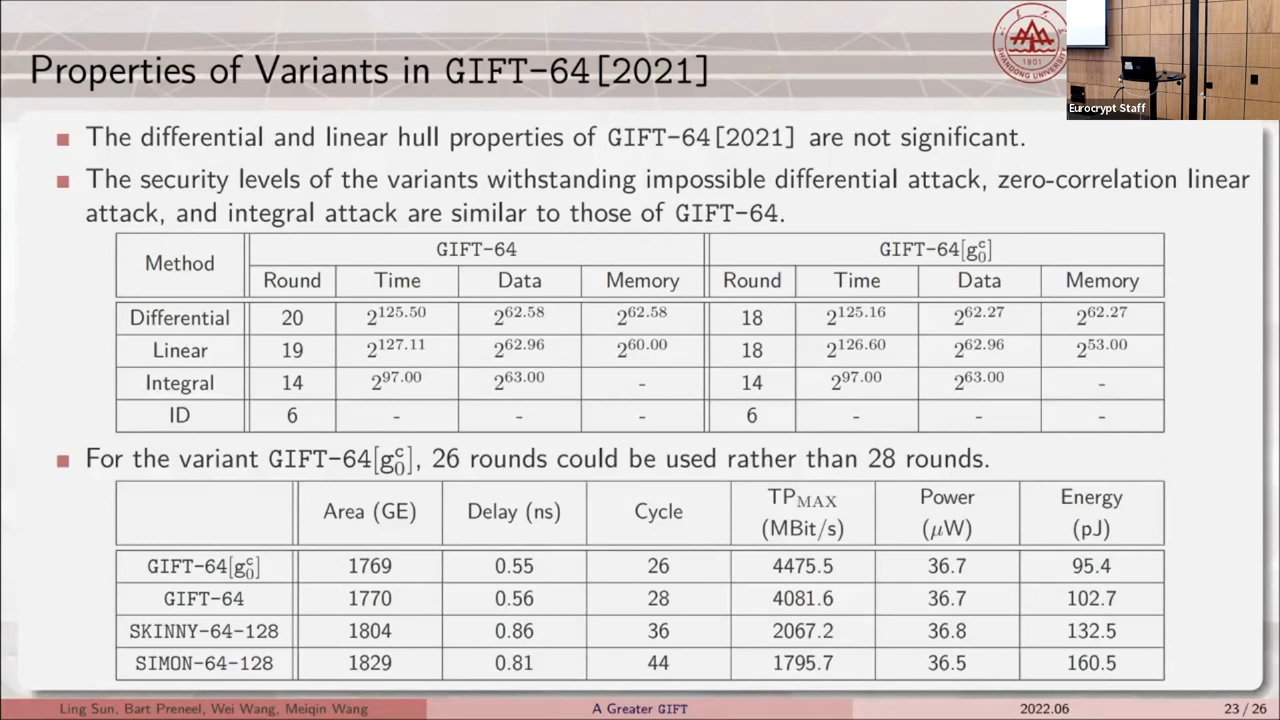 Properties of Variants in GIFT-64[2021]
SHANDONG UNIVERSITY
1901
Eurocrypt Staff
The differential and linear hull properties of GIFT-64[2021] are not significant.
The security levels of the variants withstanding impossible differential attack, zero-correlation linear
attack, and integral attack are similar to those of GIFT-64.
Method GIFT-64 GIFT-64[g₀ᶜ]
Round Time Data Memory Round Time Data Memory
Differential 20 2^125.50 2^62.58 2^62.58 18 2^125.16 2^62.27 2^62.27
Linear 19 2^127.11 2^62.96 2^60.00 18 2^126.60 2^62.96 2^53.00
Integral 14 2^97.00 2^63.00 - 14 2^97.00 2^63.00 -
ID 6 - - - 6 - - -
For the variant GIFT-64[g₀ᶜ], 26 rounds could be used rather than 28 rounds.
Area (GE) Delay (ns) Cycle TP_MAX (MBit/s) Power (μW) Energy (pJ)
GIFT-64[g₀ᶜ] 1769 0.55 26 4475.5 36.7 95.4
GIFT-64 1770 0.56 28 4081.6 36.7 102.7
SKINNY-64-128 1804 0.86 36 2067.2 36.8 132.5
SIMON-64-128 1829 0.81 44 1795.7 36.5 160.5
Ling Sun, Bart Preneel, Wei Wang, Meiqin Wang A Greater GIFT 2022.06 23 / 26